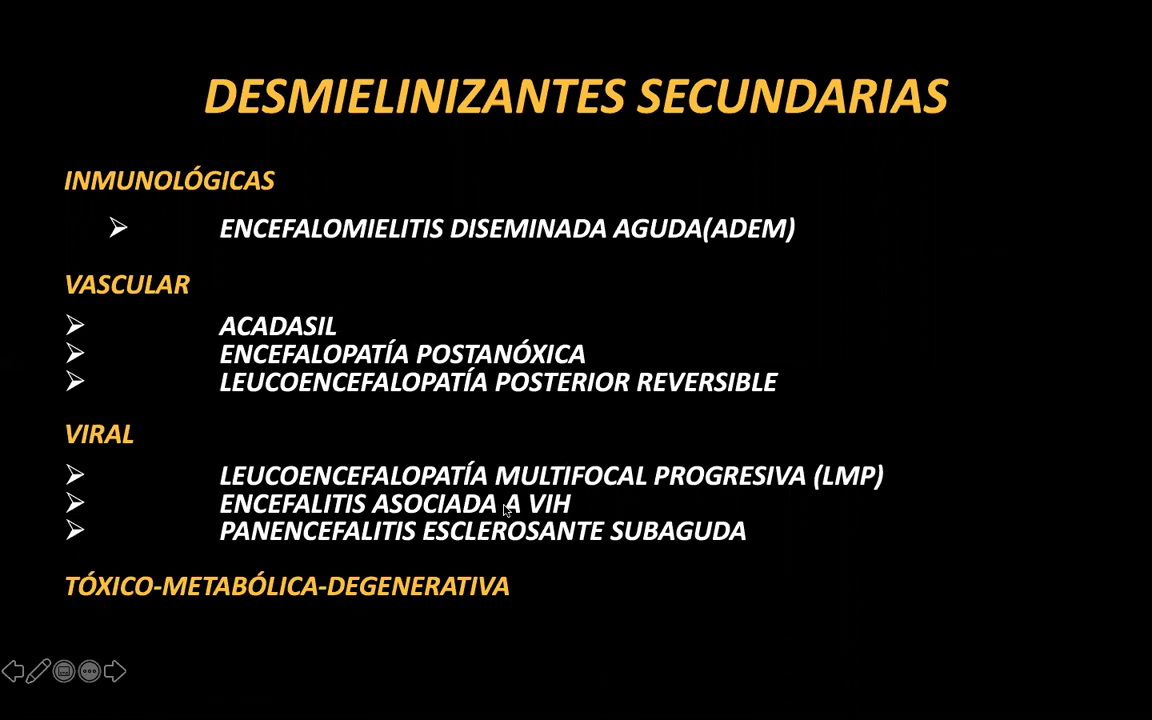 DESMIELINIZANTES SECUNDARIAS
INMUNOLÓGICAS
ENCEFALOMIELITIS DISEMINADA AGUDA(ADEM)
VASCULAR
ACADASIL
ENCEFALOPATÍA POSTANÓXICA
LEUCOENCEFALOPATÍA POSTERIOR REVERSIBLE
VIRAL
LEUCOENCEFALOPATÍA MULTIFOCAL PROGRESIVA (LMP)
ENCEFALITIS ASOCIADA A VIH
PANENCEFALITIS ESCLEROSANTE SUBAGUDA
TÓXICO-METABÓLICA-DEGENERATIVA